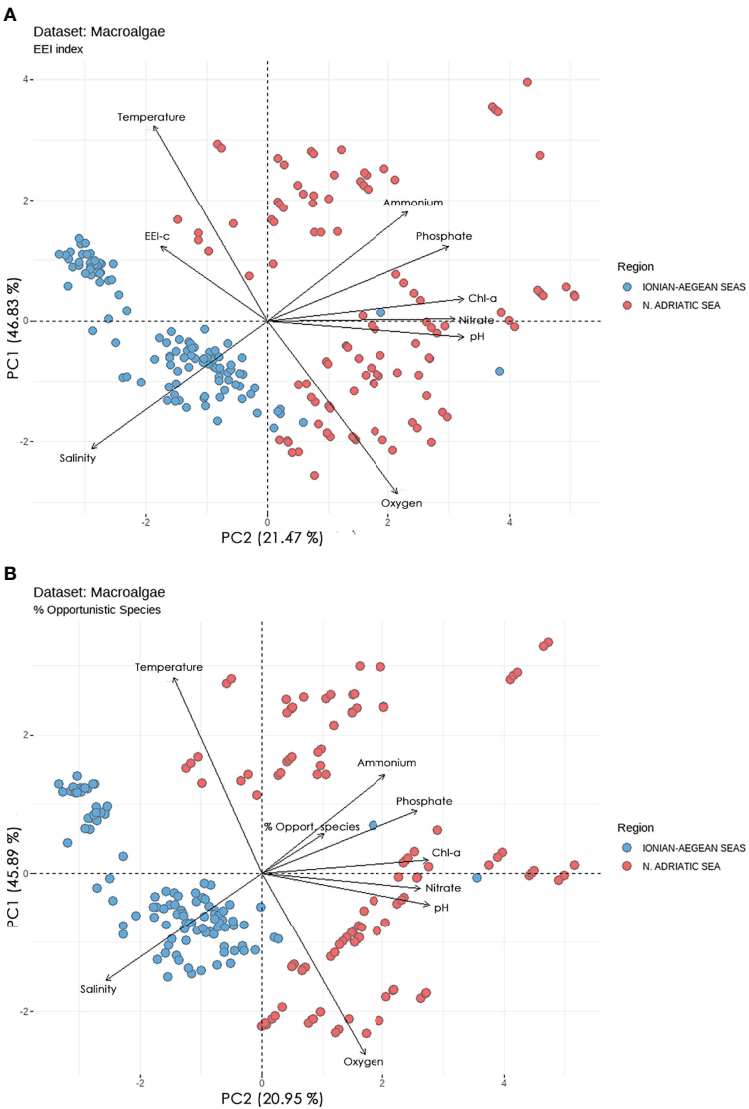 A
Dataset: Macroalgae
EEI index
4
2
0
-2
PC1 (46.83 %)
Temperature
EEI-c
Ammonium
Phosphate
Chl-a
Nitrate
pH
Salinity
Oxygen
-2
0
2
4
PC2 (21.47 %)
Region
IONIAN-AEGEAN SEAS
N. ADRIATIC SEA
B
Dataset: Macroalgae
% Opportunistic Species
2
0
-2
PC1 (45.89 %)
Temperature
Ammonium
Phosphate
% Opport. species
Chl-a
Nitrate
pH
Salinity
Oxygen
-2
0
2
4
PC2 (20.95 %)
Region
IONIAN-AEGEAN SEAS
N. ADRIATIC SEA